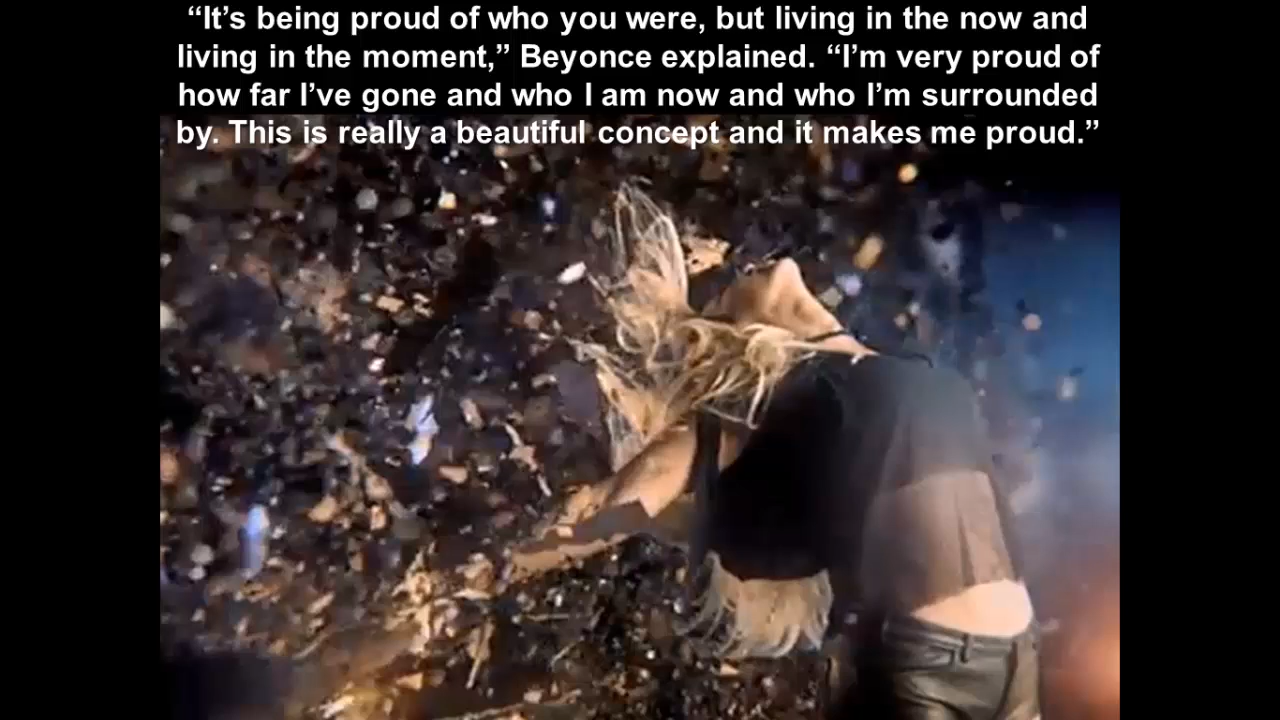 “It’s being proud of who you were, but living in the now and
living in the moment,” Beyonce explained. “I’m very proud of
how far I’ve gone and who I am now and who I’m surrounded
by. This is really a beautiful concept and it makes me proud.”